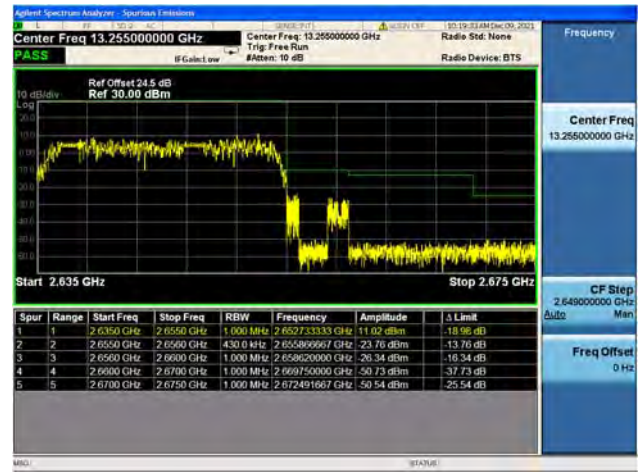 Agilent Spectrum Analyzer - Spurious Emissions
10:19:33 AM Dec 09, 2021
Center Freq 13.255000000 GHz
Center Freq: 13.255000000 GHz
Radio Std: None
Trig: Free Run
PASS
IFGain:Low
#Atten: 10 dB
Radio Device: BTS
Ref Offset 24.5 dB
10 dB/div
Ref 30.00 dBm
Log
Start 2.635 GHz
Stop 2.675 GHz
Spur Range Start Freq Stop Freq RBW Frequency Amplitude Δ Limit
1 1 2.6350 GHz 2.6550 GHz 1.000 MHz 2.652733333 GHz 11.02 dBm -18.98 dB
2 2 2.6550 GHz 2.6560 GHz 430.0 kHz 2.655866667 GHz -23.76 dBm -13.76 dB
3 3 2.6560 GHz 2.6600 GHz 1.000 MHz 2.658620000 GHz -26.34 dBm -16.34 dB
4 4 2.6600 GHz 2.6700 GHz 1.000 MHz 2.669750000 GHz -50.73 dBm -37.73 dB
5 5 2.6700 GHz 2.6750 GHz 1.000 MHz 2.672491667 GHz -50.54 dBm -25.54 dB
MSG
STATUS
Frequency
Center Freq
13.255000000 GHz
CF Step
2.649000000 GHz
Auto Man
Freq Offset
0 Hz